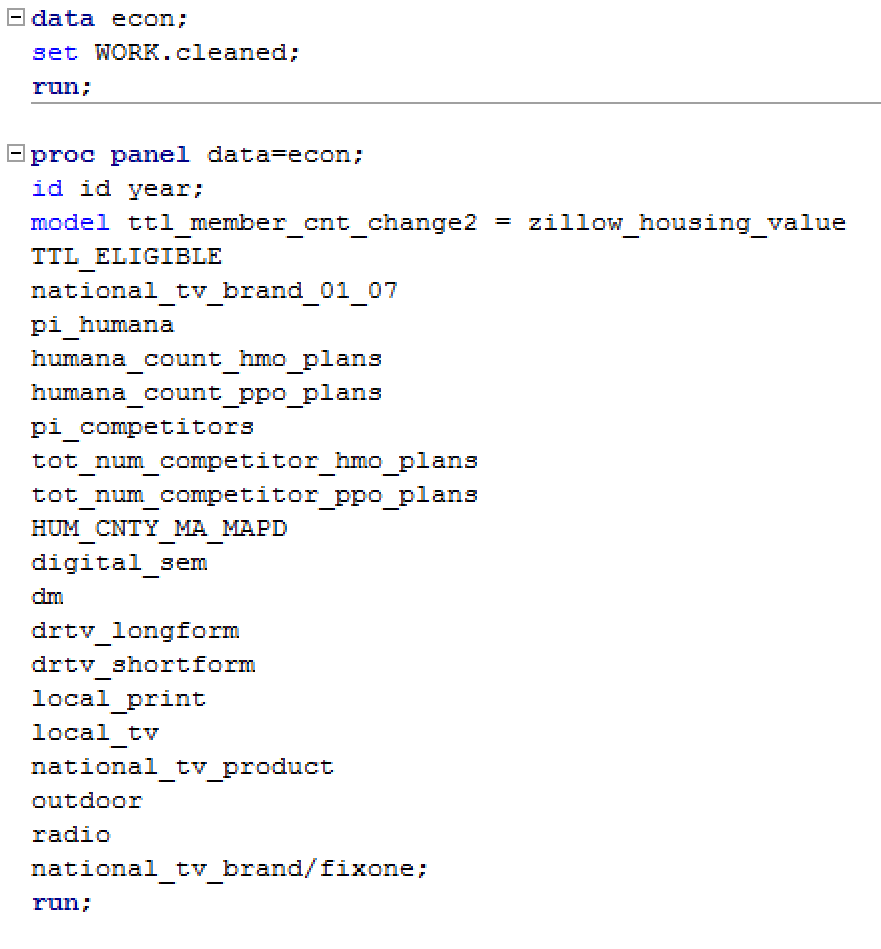 data econ;
set WORK.cleaned;
run;
proc panel data=econ;
id id year;
model ttl_member_cnt_change2 = zillow_housing_value
TTL_ELIGIBLE
national_tv_brand_01_07
pi_humana
humana_count_hmo_plans
humana_count_ppo_plans
pi_competitors
tot_num_competitor_hmo_plans
tot_num_competitor_ppo_plans
HUM_CNTY_MA_MAPD
digital_sem
dm
drtv_longform
drtv_shortform
local_print
local_tv
national_tv_product
outdoor
radio
national_tv_brand/fixone;
run;